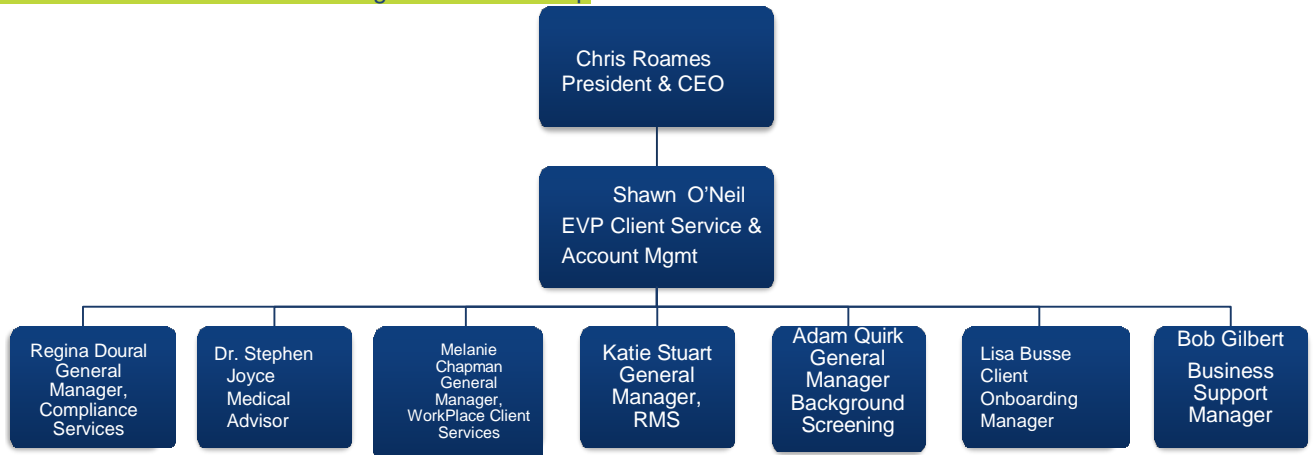 Chris Roames
President & CEO
Shawn O’Neil
EVP Client Service &
Account Mgmt
Regina Doural
General
Manager,
Compliance
Services
Dr. Stephen
Joyce
Medical
Advisor
Melanie
Chapman
General
Manager,
WorkPlace Client
Services
Katie Stuart
General
Manager,
RMS
Adam Quirk
General
Manager
Background
Screening
Lisa Busse
Client
Onboarding
Manager
Bob Gilbert
Business
Support
Manager